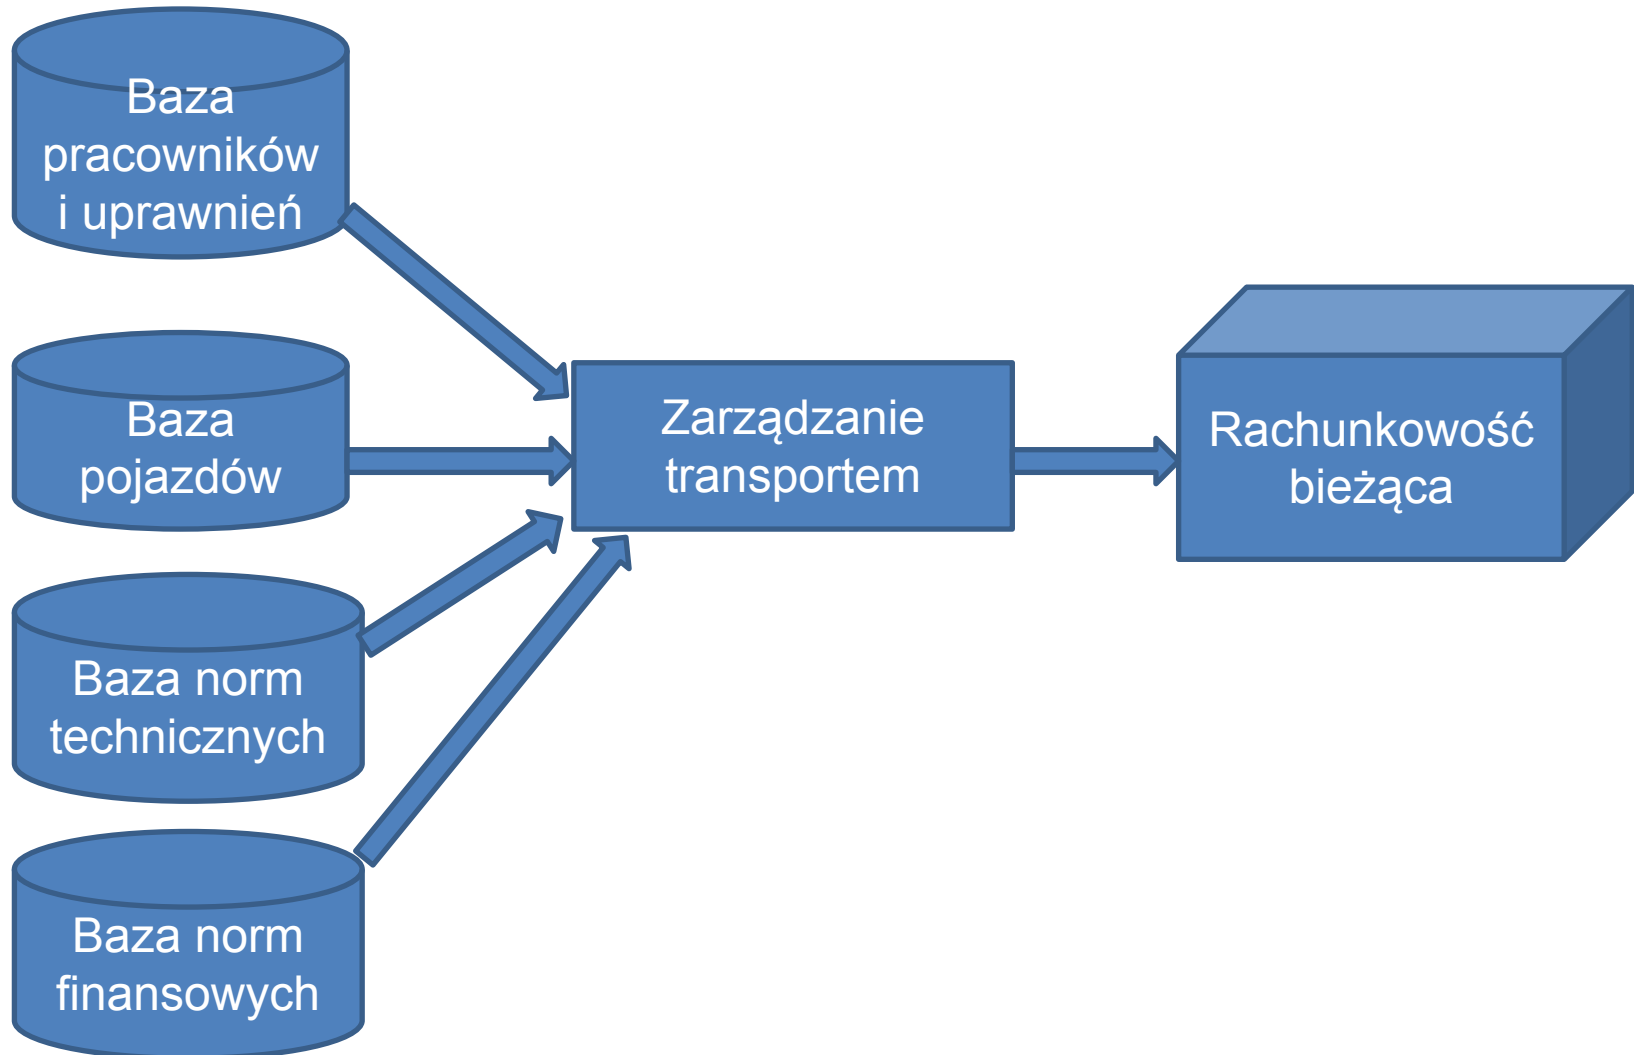 Baza
pracowników
i uprawnień
Baza
pojazdów
Baza norm
technicznych
Baza norm
finansowych
Zarządzanie
transportem
Rachunkowość
bieżąca